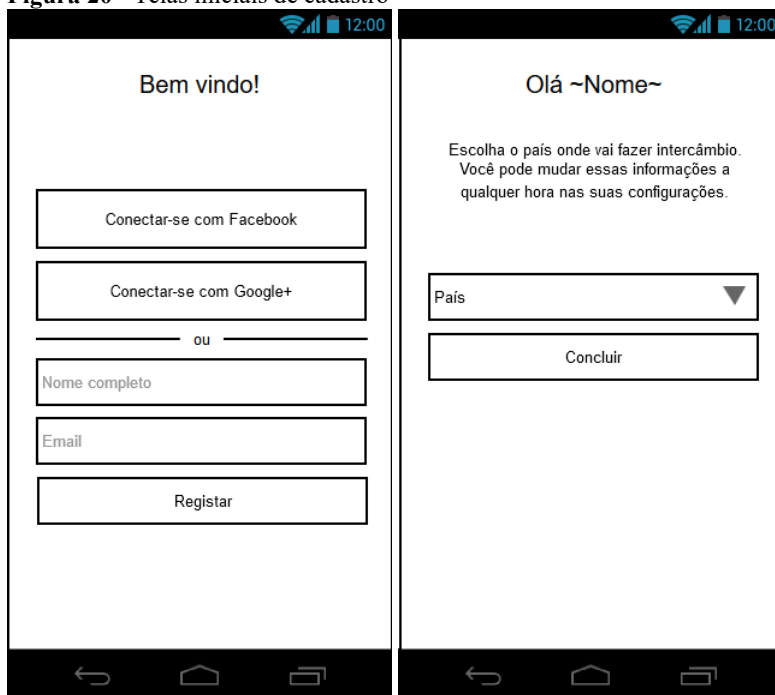 Figura 20 - Telas iniciais de cadastro
12:00
Bem vindo!
Conectar-se com Facebook
Conectar-se com Google+
ou
Nome completo
Email
Registar
12:00
Olá ~Nome~
Escolha o país onde vai fazer intercâmbio.
Você pode mudar essas informações a
qualquer hora nas suas configurações.
País
Concluir